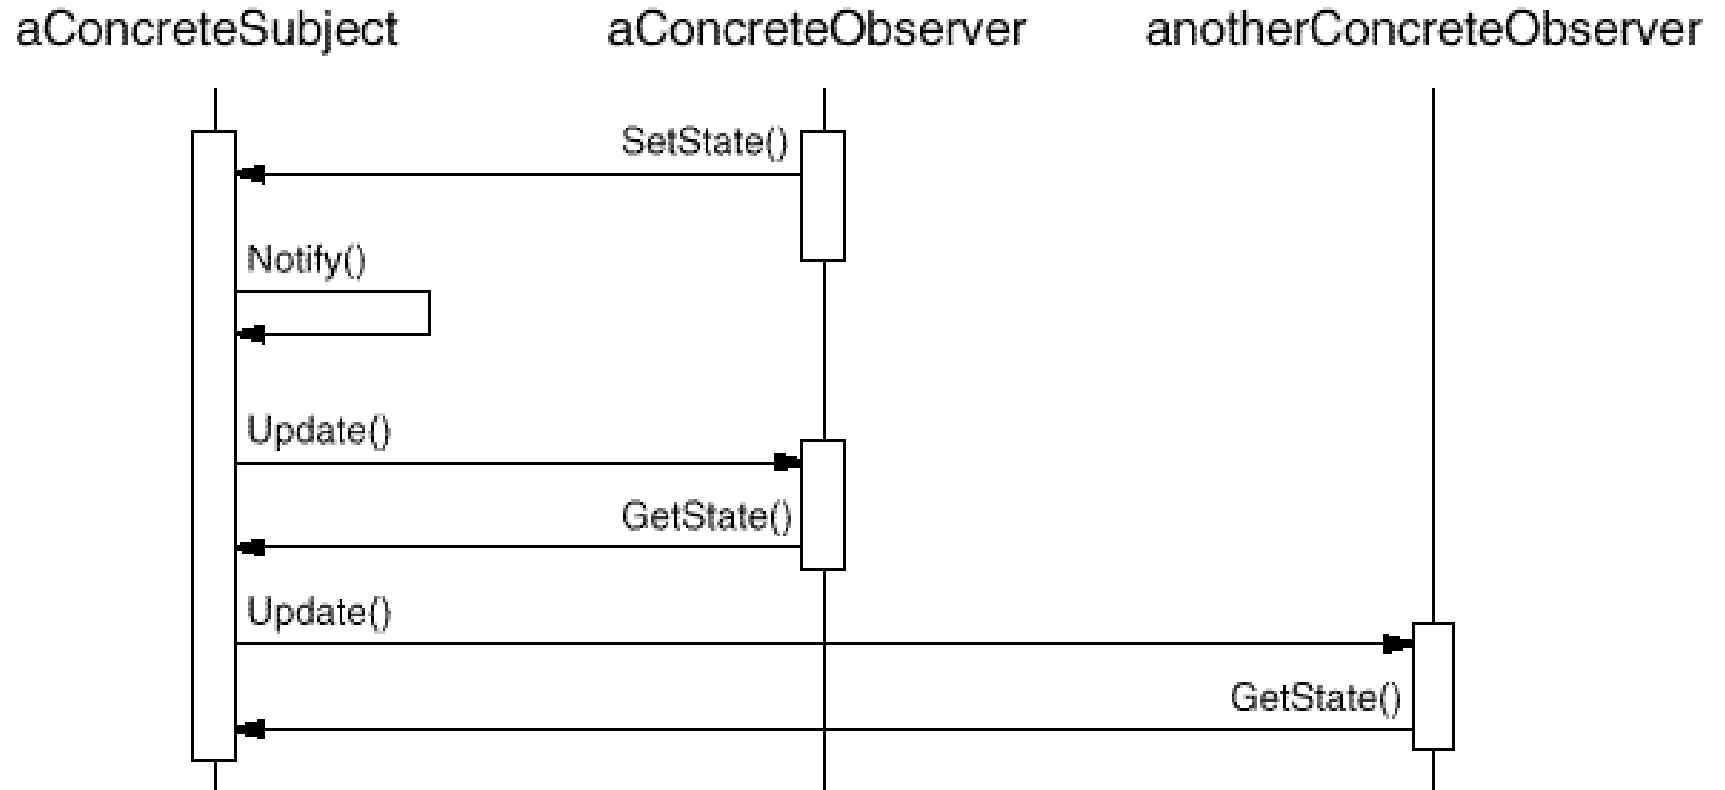 aConcreteSubject
aConcreteObserver
anotherConcreteObserver
SetState()
Notify()
Update()
GetState()
Update()
GetState()